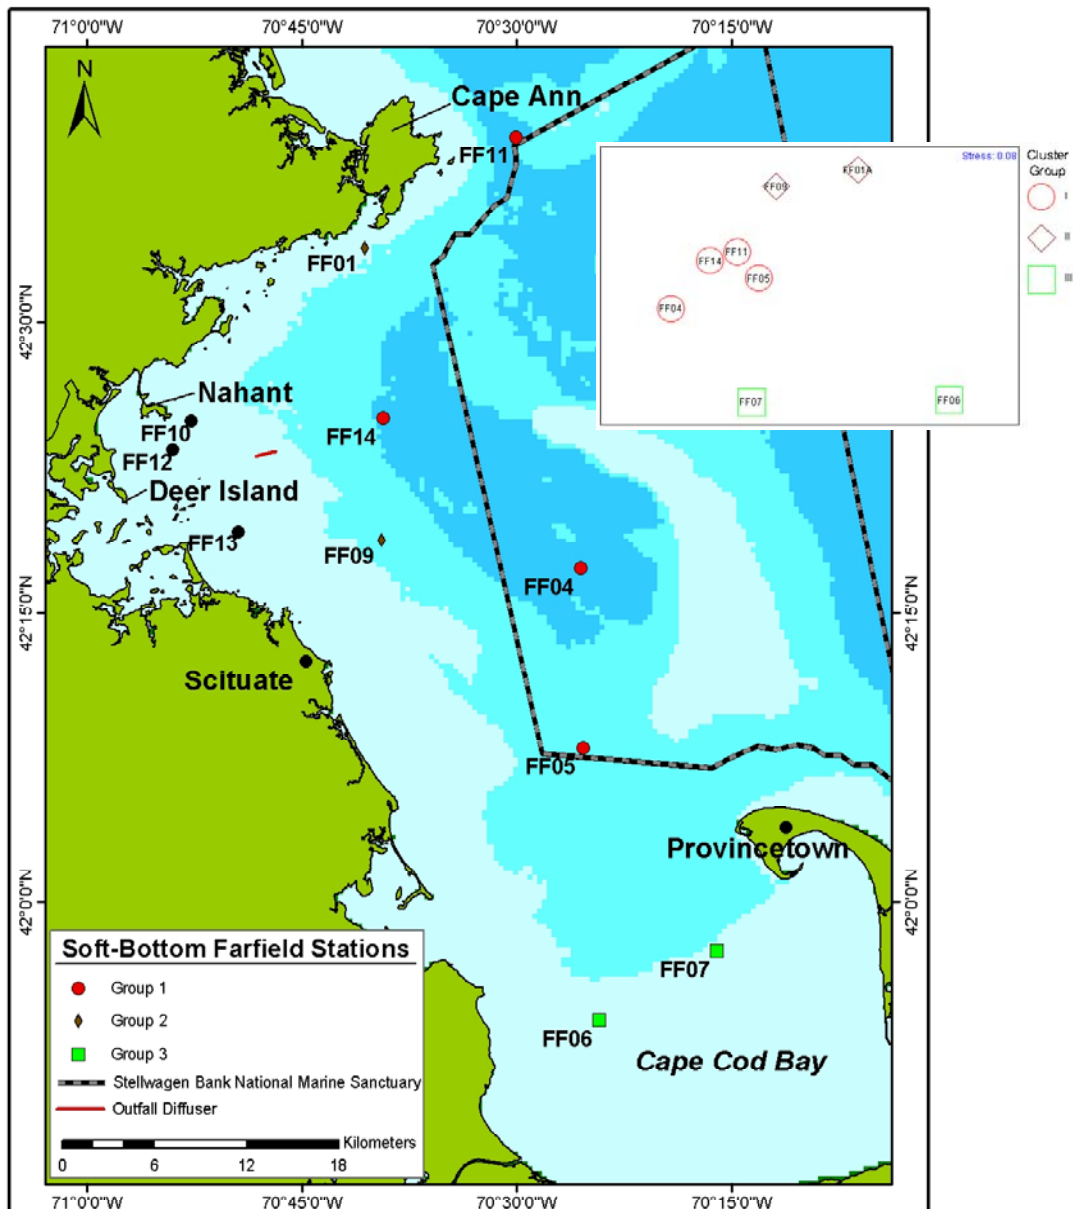 71°0'0"W 70°45'0"W 70°30'0"W 70°15'0"W
N
Cape Ann
FF11
Stress: 0.08
Cluster
Group
I
II
III
FF09
FF01A
FF11
FF14
FF05
FF04
FF07
FF06
FF01
42°30'0"N
Nahant
FF10
FF14
FF12
Deer Island
FF13
FF09
FF04
42°15'0"N
42°15'0"N
Scituate
FF05
Provincetown
42°0'0"N
42°0'0"N
FF07
FF06
Cape Cod Bay
Soft-Bottom Farfield Stations
Group 1
Group 2
Group 3
Stellwagen Bank National Marine Sanctuary
Outfall Diffuser
Kilometers
0 6 12 18
71°0'0"W 70°45'0"W 70°30'0"W 70°15'0"W